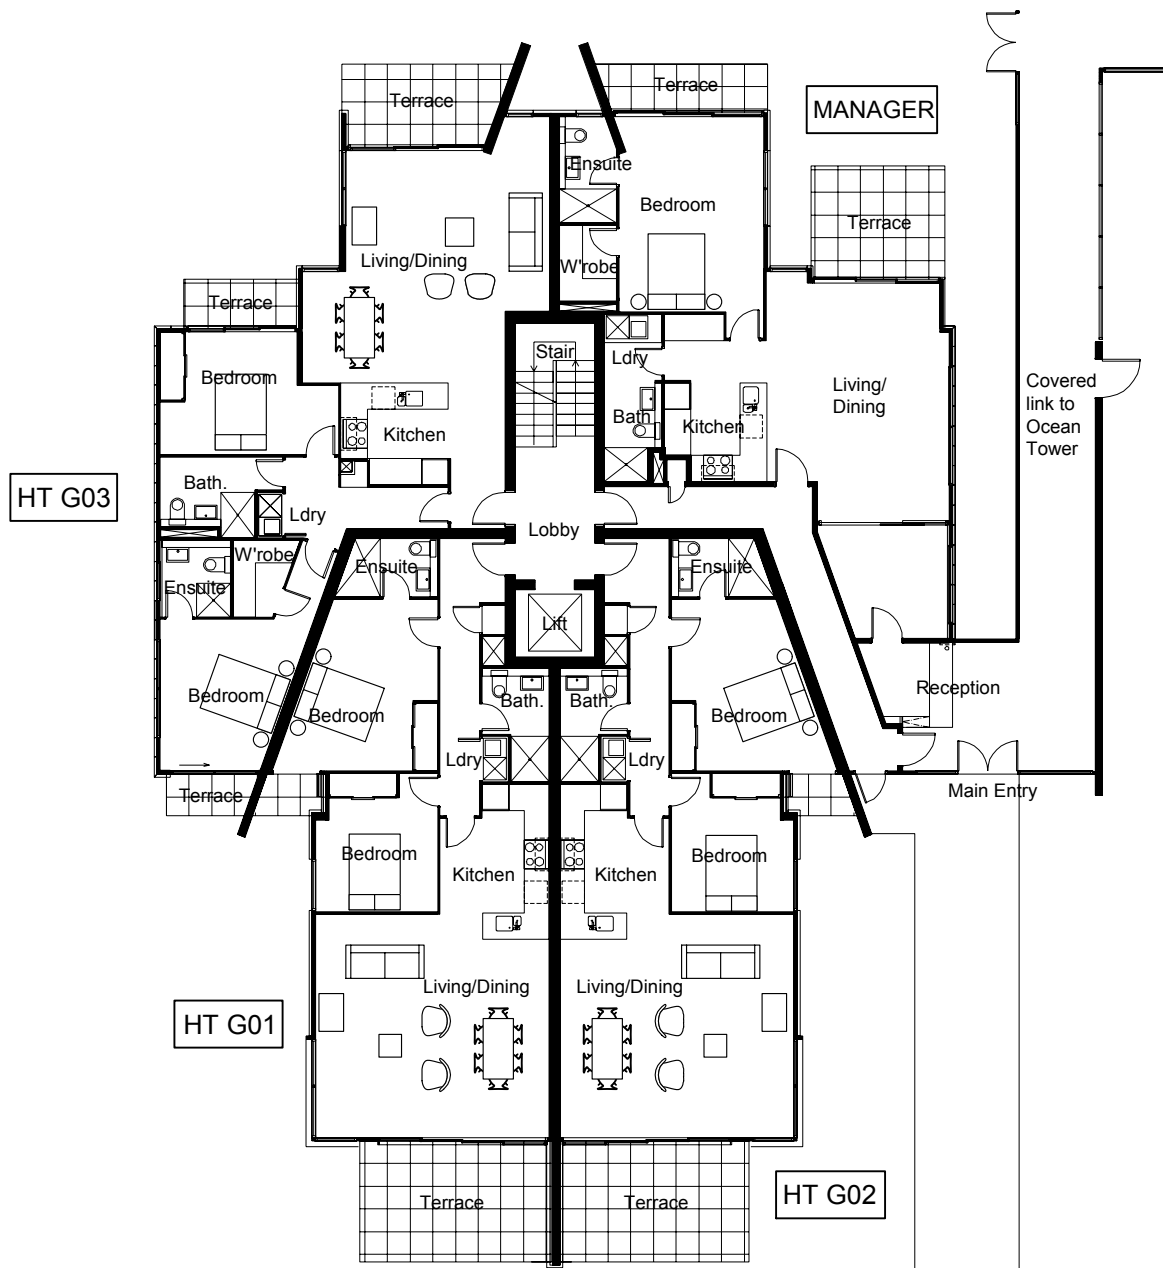 Terrace
Terrace
MANAGER
Ensuite
Bedroom
Terrace
Living/Dining
W'robe
Terrace
Stair
Ldry
Bedroom
Living/
Dining
Covered
link to
Ocean
Tower
Bath
Kitchen
Kitchen
HT G03
Bath.
Ldry
Lobby
W'robe
Ensuite
Ensuite
Ensuite
Lift
Bedroom
Bedroom
Bath.
Bath.
Bedroom
Reception
Ldry
Ldry
Terrace
Main Entry
Bedroom
Bedroom
Kitchen
Kitchen
Living/Dining
Living/Dining
HT G01
HT G02
Terrace
Terrace